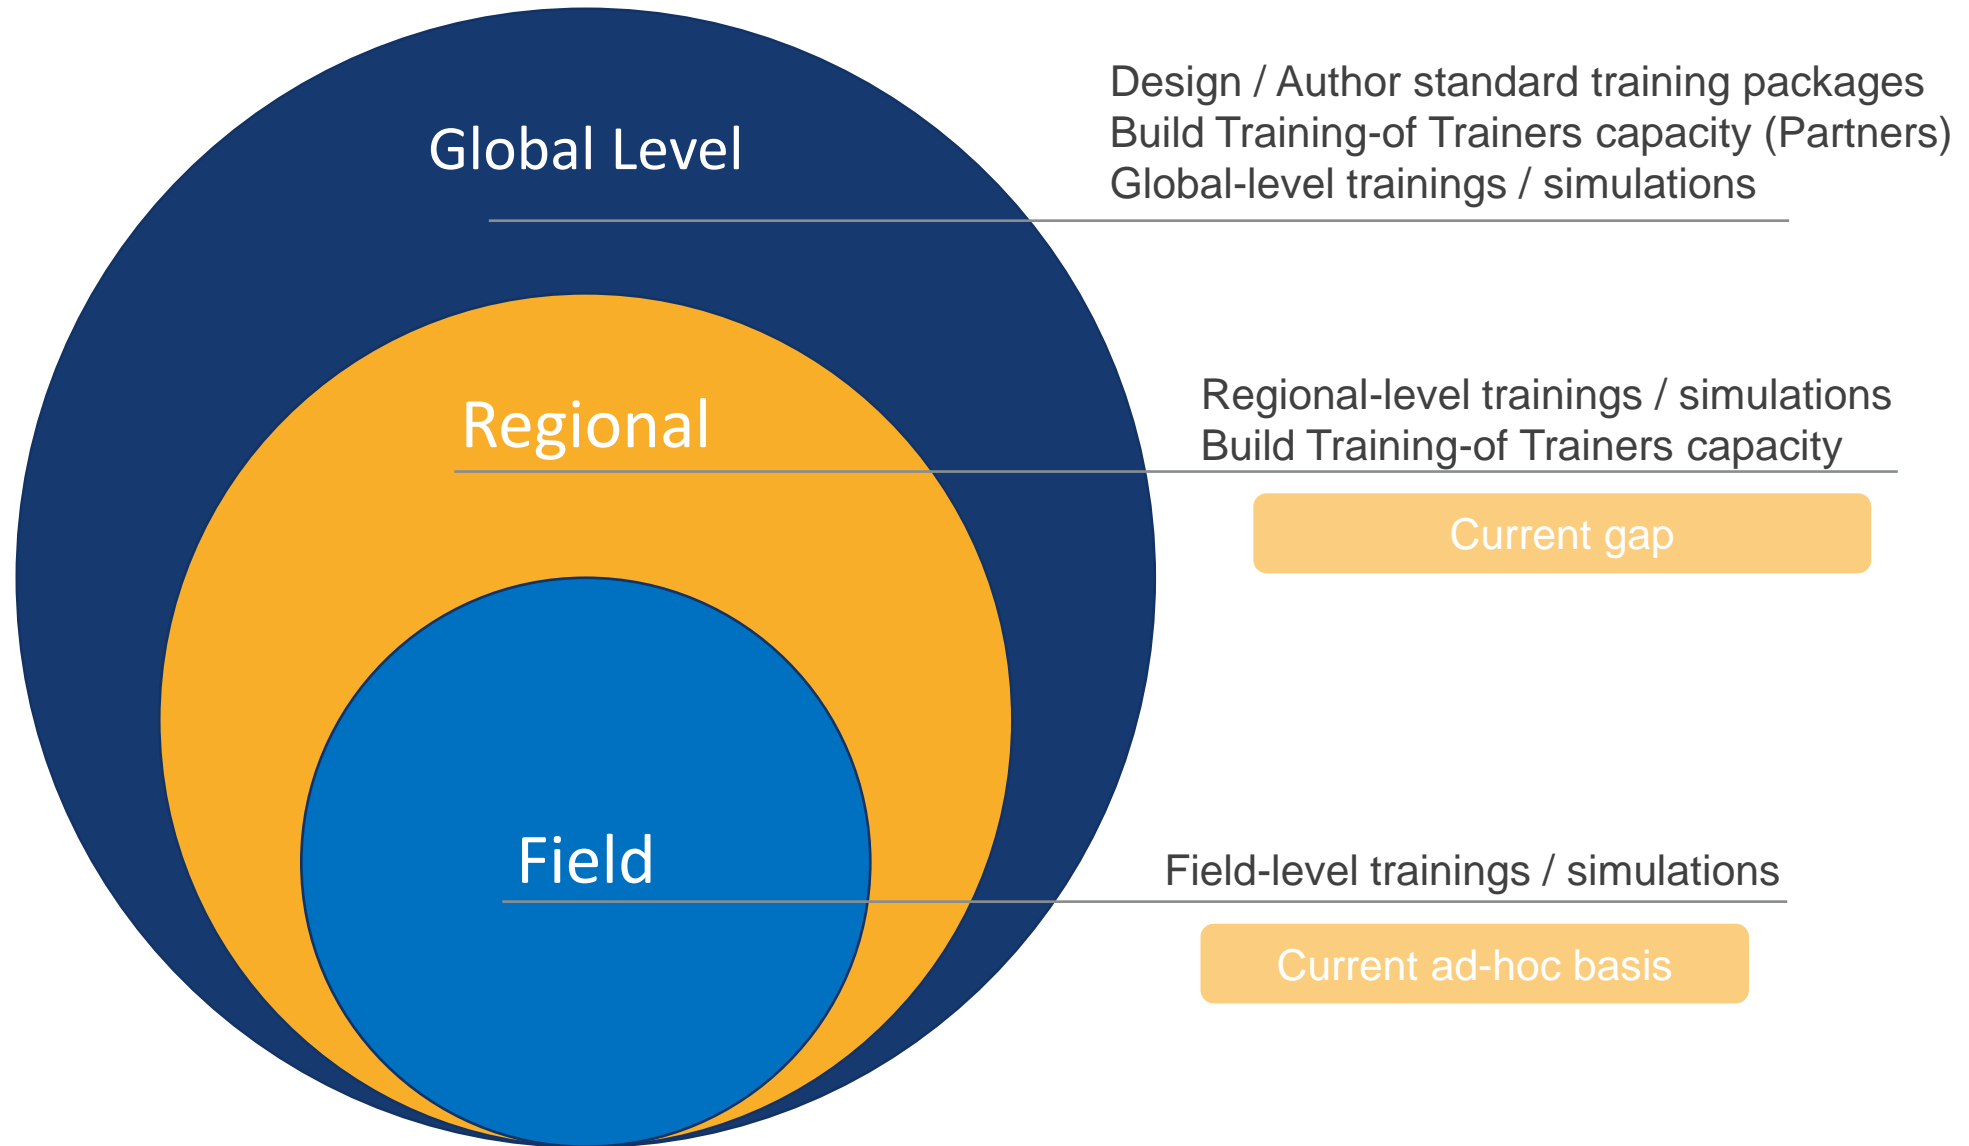 Design / Author standard training packages
Build Training-of Trainers capacity (Partners)
Global-level trainings / simulations
Global Level
Regional-level trainings / simulations
Build Training-of Trainers capacity
Regional
Current gap
Field-level trainings / simulations
Field
Current ad-hoc basis